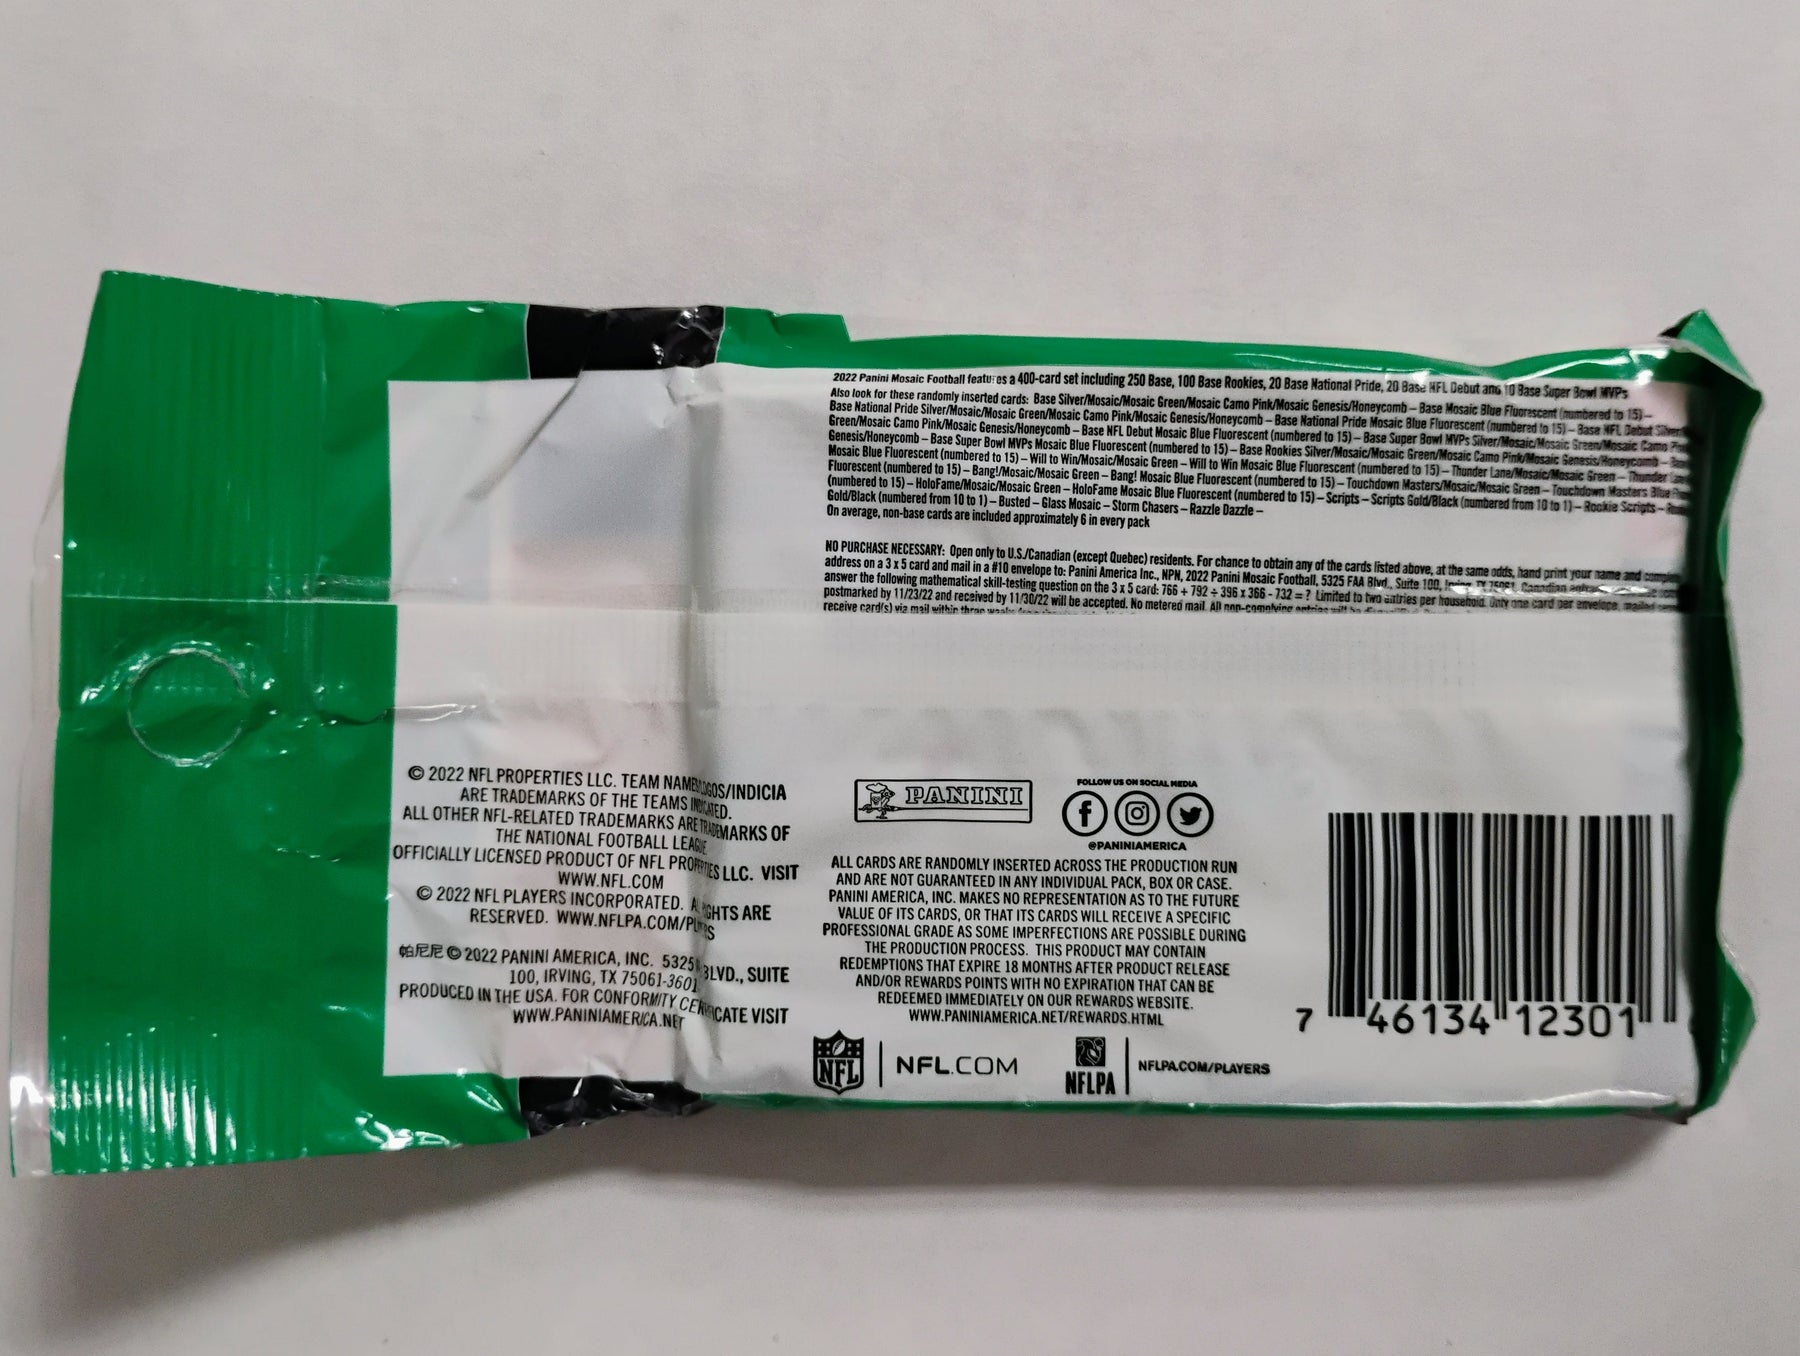 2022 Panini Mosaic Football features a 400-card set including 250 Base, 100 Base Rookies, 20 Base National Pride, 20 Base NFL Debut and 10 Base Super Bowl MVPs
Also look for these randomly inserted cards: Base Silver/Mosaic/Mosaic Green/Mosaic Camo Pink/Mosaic Genesis/Honeycomb – Base Mosaic Blue Fluorescent (numbered to 15) –
Base National Pride Silver/Mosaic/Mosaic Green/Mosaic Camo Pink/Mosaic Genesis/Honeycomb – Base National Pride Mosaic Blue Fluorescent (numbered to 15) – Base NFL Debut Silver
Green/Mosaic Camo Pink/Mosaic Genesis/Honeycomb – Base NFL Debut Mosaic Blue Fluorescent (numbered to 15) – Base Super Bowl MVPs Silver/Mosaic/Mosaic Green/Mosaic Camo
Genesis/Honeycomb – Base Super Bowl MVPs Mosaic Blue Fluorescent (numbered to 15) – Base Rookies Silver/Mosaic/Mosaic Green/Mosaic Camo Pink/Mosaic Genesis/Honeycomb –
Mosaic Blue Fluorescent (numbered to 15) – Will to Win/Mosaic/Mosaic Green – Will to Win Mosaic Blue Fluorescent (numbered to 15) – Thunder Lane/Mosaic/Mosaic Green – Thunder
Fluorescent (numbered to 15) – Bang!/Mosaic/Mosaic Green – Bang! Mosaic Blue Fluorescent (numbered to 15) – Touchdown Masters/Mosaic/Mosaic Green – Touchdown Masters Blue
(numbered to 15) – HoloFame/Mosaic/Mosaic Green – HoloFame Mosaic Blue Fluorescent (numbered to 15) – Scripts – Scripts Gold/Black (numbered from 10 to 1) – Rookie Scripts –
Gold/Black (numbered from 10 to 1) – Busted – Glass Mosaic – Storm Chasers – Razzle Dazzle –
On average, non-base cards are included approximately 6 in every pack
NO PURCHASE NECESSARY: Open only to U.S./Canadian (except Quebec) residents. For chance to obtain any of the cards listed above, at the same odds, hand print your name and
address on a 3 x 5 card and mail in a #10 envelope to: Panini America Inc., NPN, 2022 Panini Mosaic Football, 5325 FAA Blvd., Suite 100, Irving, TX 75061. Canadian
answer the following mathematical skill-testing question on the 3 x 5 card: 766 + 792 ÷ 396 x 366 - 732 = ? Limited to two entries per household. Only one card per envelope, mailed
postmarked by 11/23/22 and received by 11/30/22 will be accepted. No metered mail. All non-complying entries will be
receive card(s) via mail within three weeks
© 2022 NFL PROPERTIES LLC. TEAM NAMES/LOGOS/INDICIA
ARE TRADEMARKS OF THE TEAMS INDICATED.
ALL OTHER NFL-RELATED TRADEMARKS ARE TRADEMARKS OF
THE NATIONAL FOOTBALL LEAGUE.
OFFICIALLY LICENSED PRODUCT OF NFL PROPERTIES LLC. VISIT
WWW.NFL.COM
© 2022 NFL PLAYERS INCORPORATED. ALL RIGHTS ARE
RESERVED. WWW.NFLPA.COM/PLAYERS
帕尼尼 © 2022 PANINI AMERICA, INC. 5325 BLVD., SUITE
100, IRVING, TX 75061-3601
PRODUCED IN THE USA. FOR CONFORMITY CERTIFICATE VISIT
WWW.PANINIAMERICA.NET
PANINI
FOLLOW US ON SOCIAL MEDIA
@PANINIAMERICA
ALL CARDS ARE RANDOMLY INSERTED ACROSS THE PRODUCTION RUN
AND ARE NOT GUARANTEED IN ANY INDIVIDUAL PACK, BOX OR CASE.
PANINI AMERICA, INC. MAKES NO REPRESENTATION AS TO THE FUTURE
VALUE OF ITS CARDS, OR THAT ITS CARDS WILL RECEIVE A SPECIFIC
PROFESSIONAL GRADE AS SOME IMPERFECTIONS ARE POSSIBLE DURING
THE PRODUCTION PROCESS. THIS PRODUCT MAY CONTAIN
REDEMPTIONS THAT EXPIRE 18 MONTHS AFTER PRODUCT RELEASE
AND/OR REWARDS POINTS WITH NO EXPIRATION THAT CAN BE
REDEEMED IMMEDIATELY ON OUR REWARDS WEBSITE.
WWW.PANINIAMERICA.NET/REWARDS.HTML
NFL | NFL.COM
NFLPA | NFLPA.COM/PLAYERS
7 46134 12301